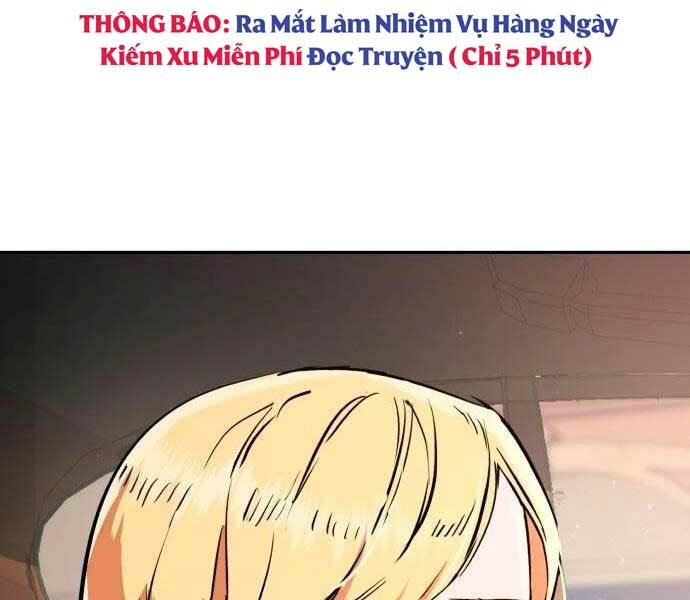 THÔNG BÁO: Ra Mắt Làm Nhiệm Vụ Hàng Ngày
Kiếm Xu Miễn Phí Đọc Truyện ( Chỉ 5 Phút)